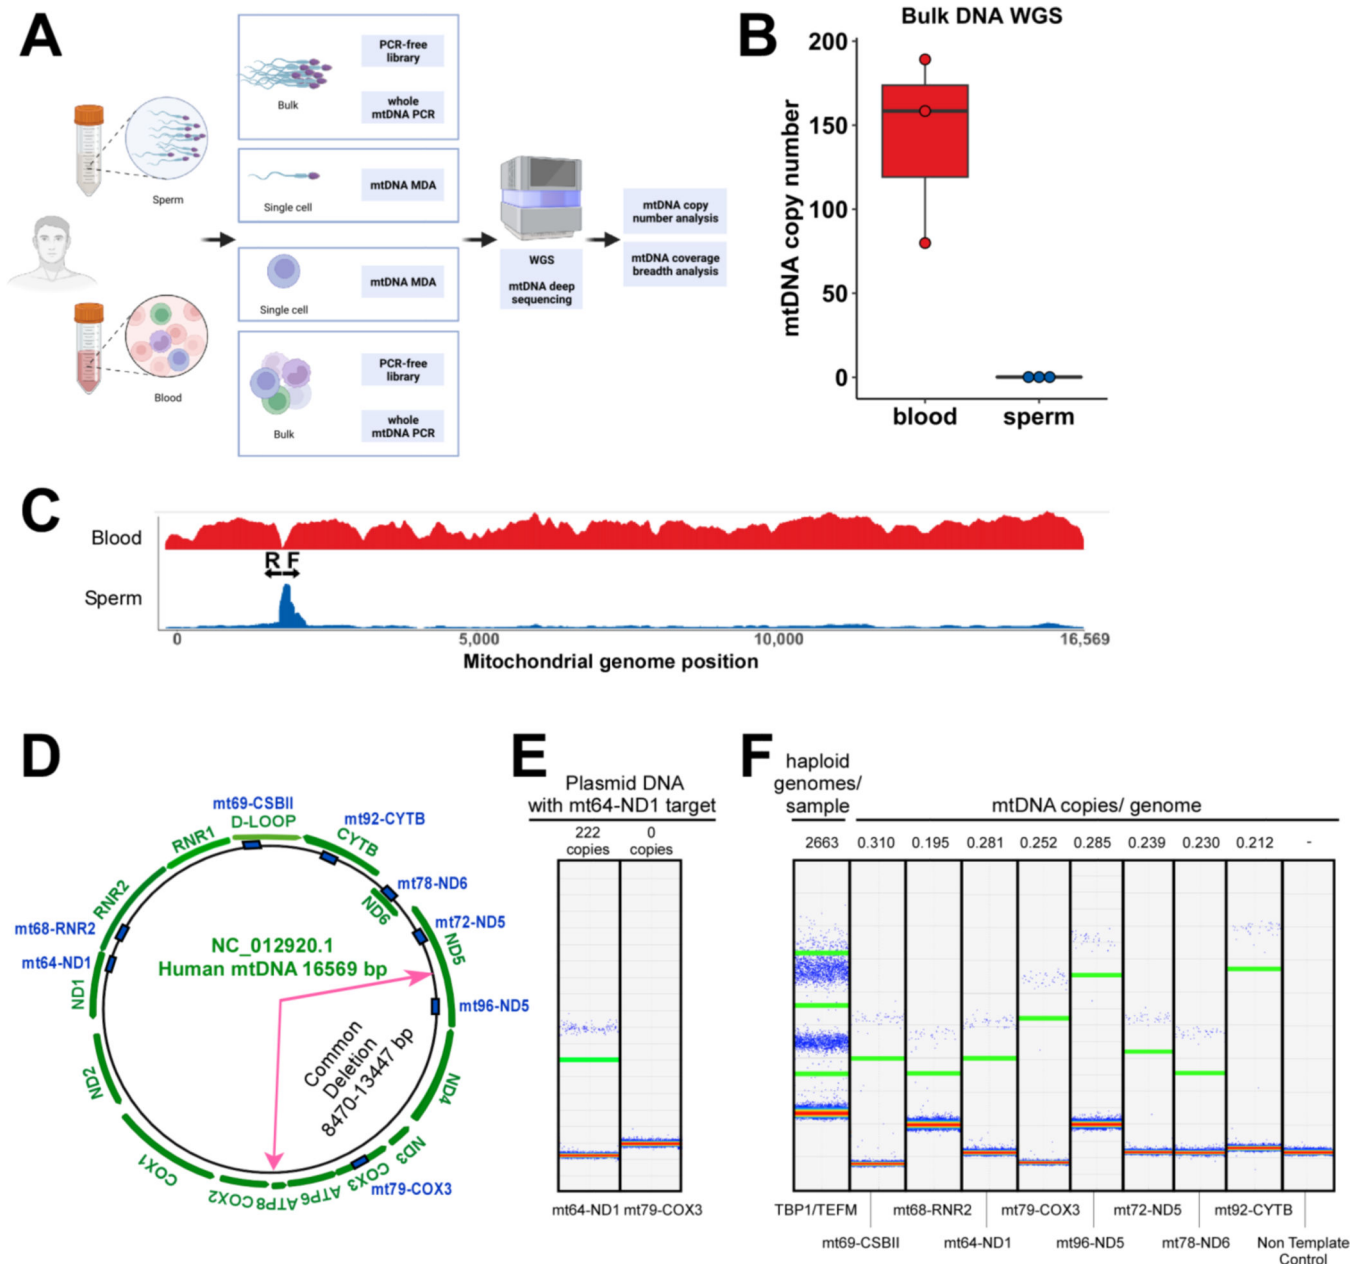 A
PCR-free
library
Bulk
whole
mtDNA PCR
Sperm
mtDNA MDA
Single cell
mtDNA MDA
Single cell
Blood
PCR-free
library
whole
mtDNA PCR
Bulk
WGS
mtDNA deep
sequencing
mtDNA copy
number analysis
mtDNA coverage
breadth analysis
B
Bulk DNA WGS
mtDNA copy number
200
150
100
50
0
blood sperm
C
Blood
R F
Sperm
0 5,000 10,000 16,569
Mitochondrial genome position
D
mt69-CSBII
D-LOOP
mt92-CYTB
CYTB
RNR1
mt78-ND6
ND6
RNR2
mt72-ND5
ND5
mt68-RNR2
mt64-ND1
ND1
NC_012920.1
Human mtDNA 16569 bp
mt96-ND5
Common
Deletion
8470-13447 bp
ND2
ND4
COX1
ND3
COX3
mt79-COX3
COX2
ATP8
ATP6
E
Plasmid DNA
with mt64-ND1 target
222 0
copies copies
mt64-ND1 mt79-COX3
F
haploid
genomes/
sample
mtDNA copies/ genome
2663 0.310 0.195 0.281 0.252 0.285 0.239 0.230 0.212 -
TBP1/TEFM mt68-RNR2 mt79-COX3 mt72-ND5 mt92-CYTB
mt69-CSBII mt64-ND1 mt96-ND5 mt78-ND6 Non Template
Control